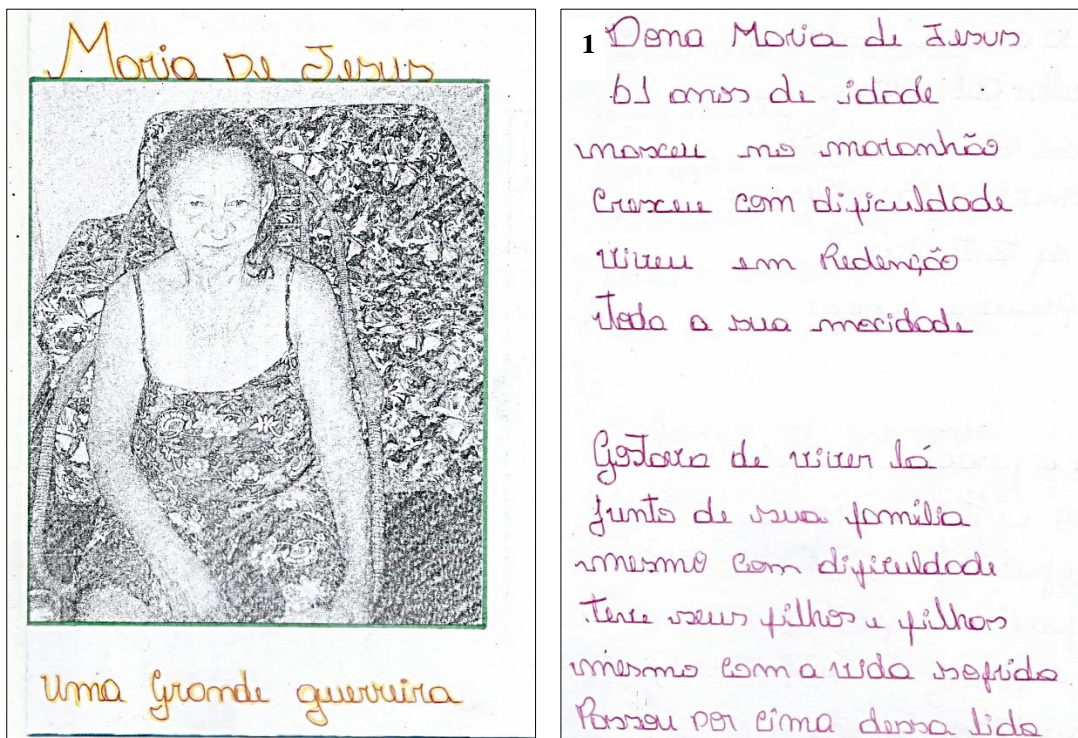 Maria de Jesus
uma grande guerreira
1
Dona Maria de Jesus
61 anos de idade
nasceu no maranhão
Cresceu com dificuldade
viveu em Redenção
toda a sua mocidade
Gostava de viver lá
junto de sua família
mesmo com dificuldade
teve seus filhos e filhas
mesmo com a vida sofrida
Passou por cima dessa lida